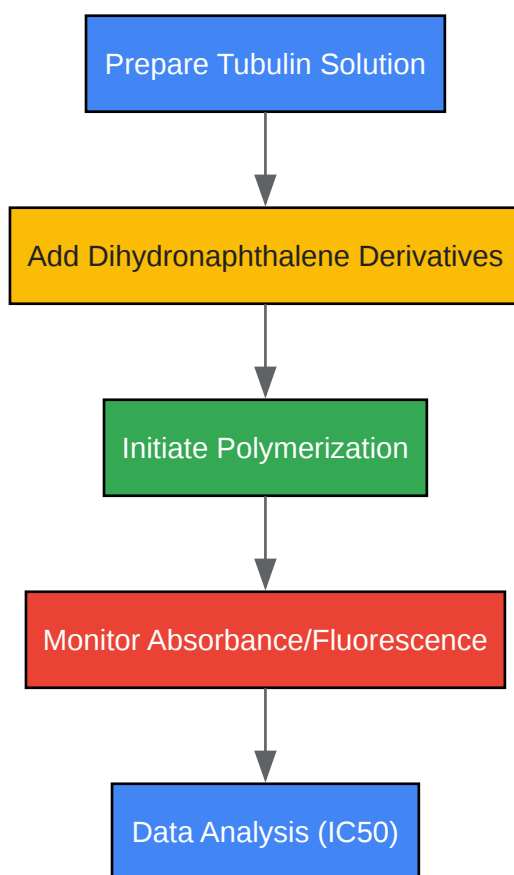 Prepare Tubulin Solution
Add Dihydronaphthalene Derivatives
Initiate Polymerization
Monitor Absorbance/Fluorescence
Data Analysis (IC50)